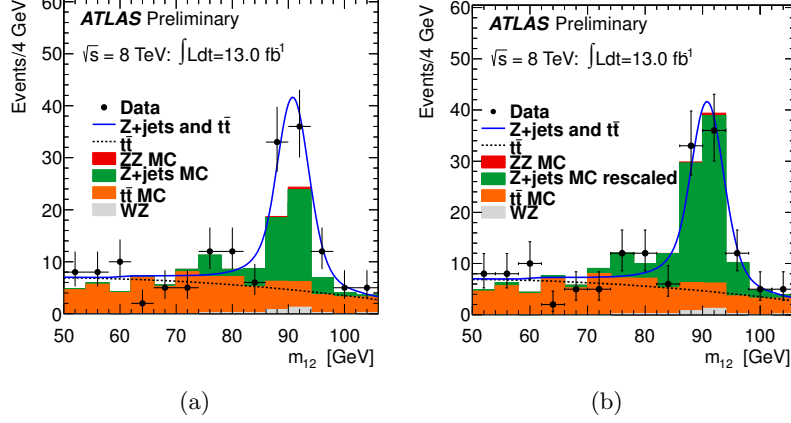 60
50
40
30
20
10
0
Events/4 GeV
ATLAS Preliminary
√s = 8 TeV: ∫Ldt=13.0 fb¹
Data
Z+jets and tt̄
tt̄
ZZ MC
Z+jets MC
tt̄ MC
WZ
50 60 70 80 90 100
m₁₂ [GeV]
(a)
60
50
40
30
20
10
0
Events/4 GeV
ATLAS Preliminary
√s = 8 TeV: ∫Ldt=13.0 fb¹
Data
Z+jets and tt̄
tt̄
ZZ MC
Z+jets MC rescaled
tt̄ MC
WZ
50 60 70 80 90 100
m₁₂ [GeV]
(b)